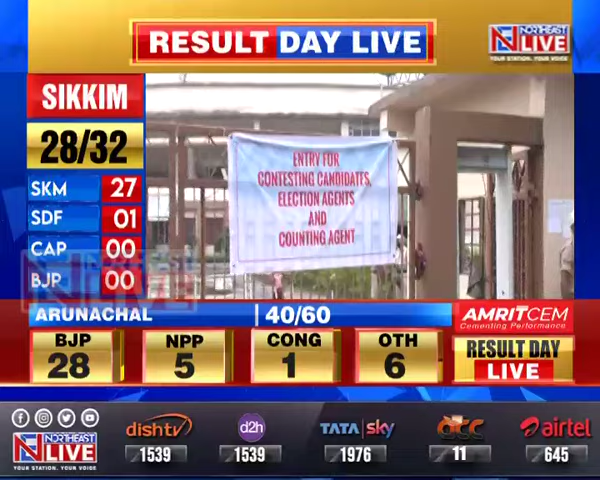 RESULT DAY LIVE
NORTHEAST
LIVE
YOUR STATION. YOUR VOICE
SIKKIM
28/32
SKM 27
SDF 01
CAP 00
BJP 00
ENTRY FOR
CONTESTING CANDIDATES,
ELECTION AGENTS
AND
COUNTING AGENT
NORTHEAST
LIVE
ARUNACHAL 40/60
BJP
28
NPP
5
CONG
1
OTH
6
AMRITCEM
Cementing Performance
RESULT DAY
LIVE
NORTHEAST
LIVE
YOUR STATION. YOUR VOICE
dishtv
1539
d2h
1539
TATA sky
1976
acc
11
airtel
645